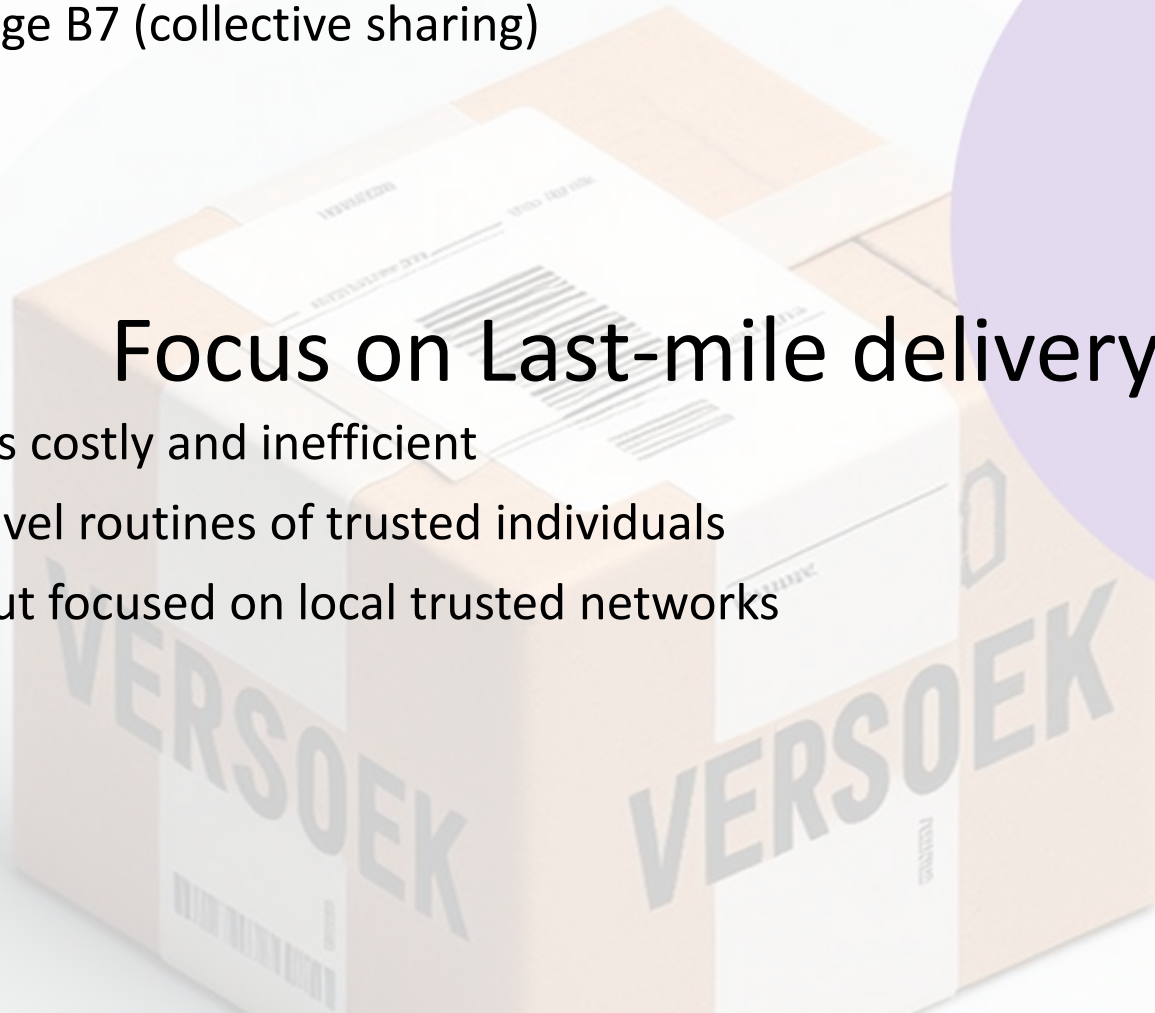 ge B7 (collective sharing)
Focus on Last-mile delivery
s costly and inefficient
vel routines of trusted individuals
ut focused on local trusted networks
VERSOEK
VERSOEK